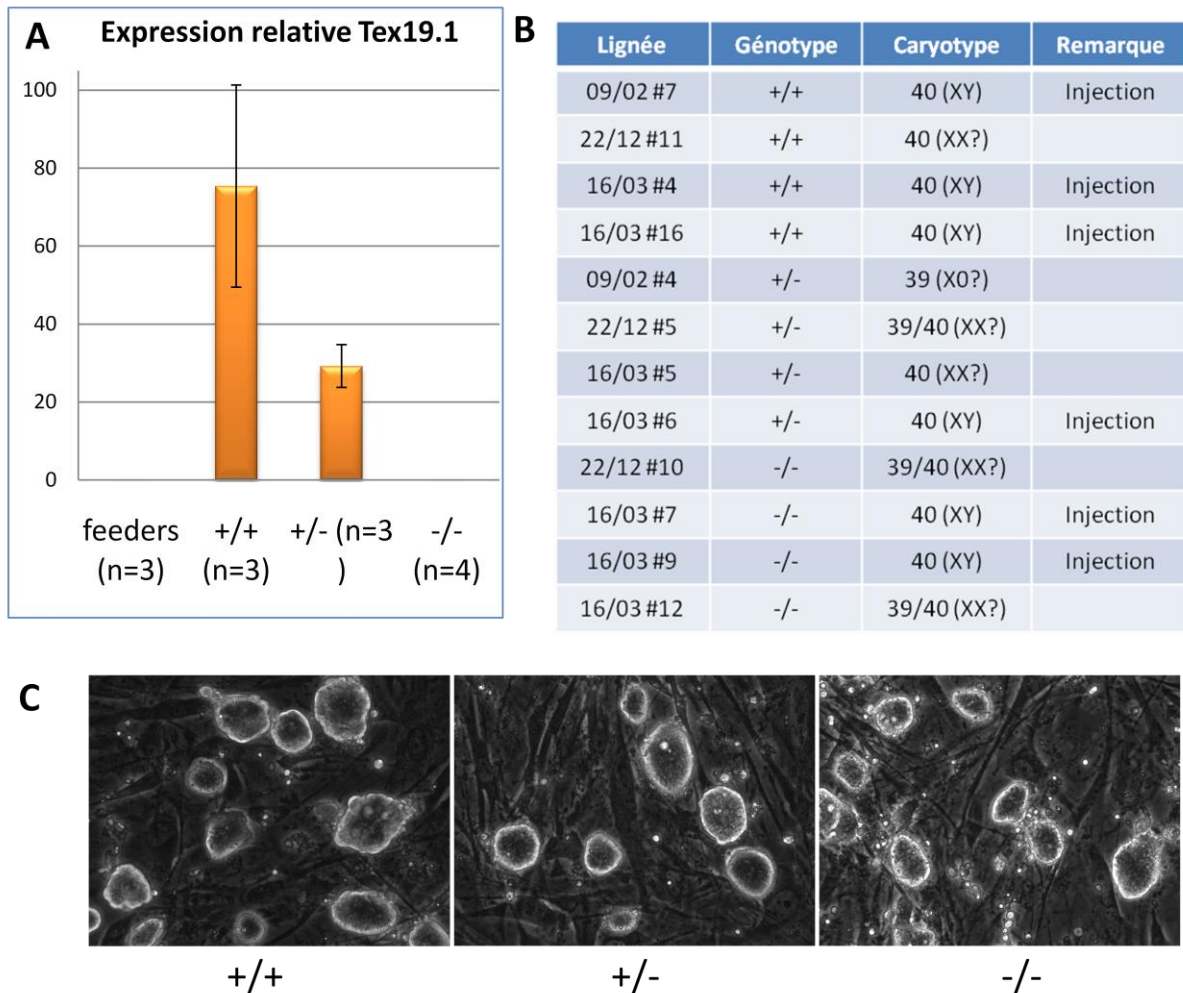 A
Expression relative Tex19.1
100
80
60
40
20
0
feeders +/+ +/- (n=3 -/-
(n=3) (n=3) ) (n=4)
B
Lignée Génotype Caryotype Remarque
09/02 #7 +/+ 40 (XY) Injection
22/12 #11 +/+ 40 (XX?)
16/03 #4 +/+ 40 (XY) Injection
16/03 #16 +/+ 40 (XY) Injection
09/02 #4 +/- 39 (X0?)
22/12 #5 +/- 39/40 (XX?)
16/03 #5 +/- 40 (XX?)
16/03 #6 +/- 40 (XY) Injection
22/12 #10 -/- 39/40 (XX?)
16/03 #7 -/- 40 (XY) Injection
16/03 #9 -/- 40 (XY) Injection
16/03 #12 -/- 39/40 (XX?)
C
+/+ +/- -/-